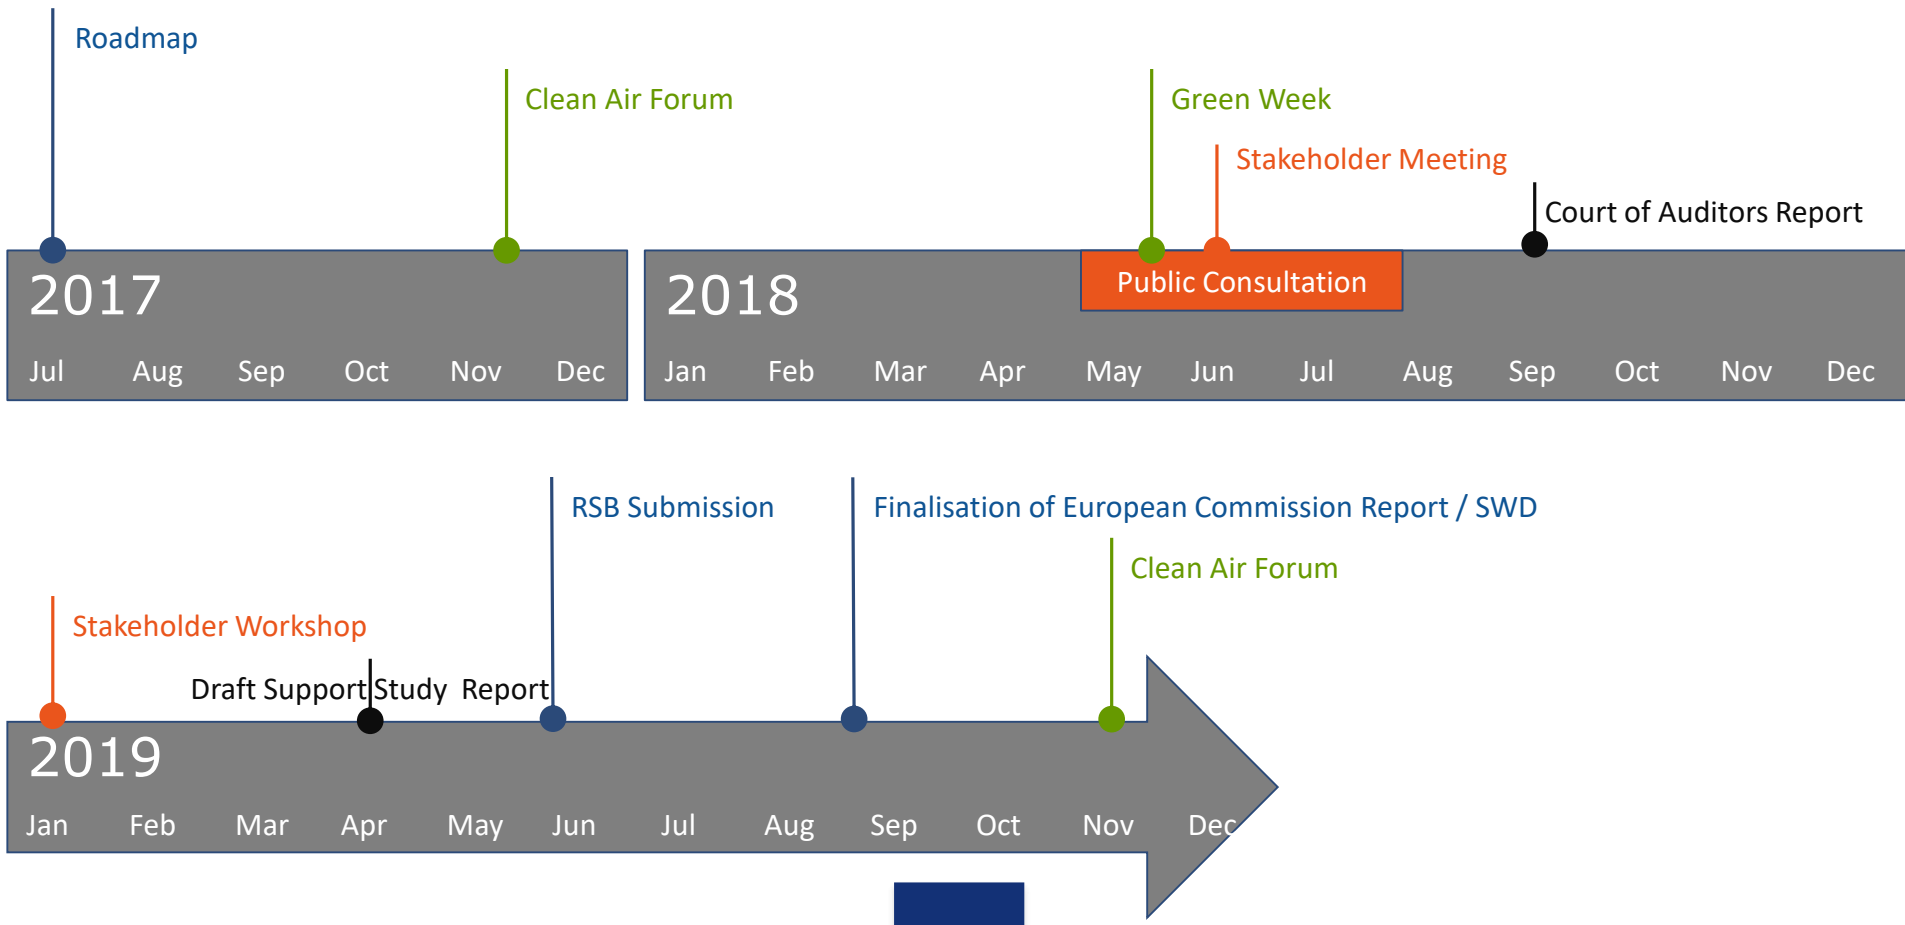 Roadmap
Clean Air Forum
Green Week
Stakeholder Meeting
Court of Auditors Report
2017
2018
Public Consultation
Jul Aug Sep Oct Nov Dec Jan Feb Mar Apr May Jun Jul Aug Sep Oct Nov Dec
RSB Submission
Finalisation of European Commission Report / SWD
Clean Air Forum
Stakeholder Workshop
Draft Support Study Report
2019
Jan Feb Mar Apr May Jun Jul Aug Sep Oct Nov Dec